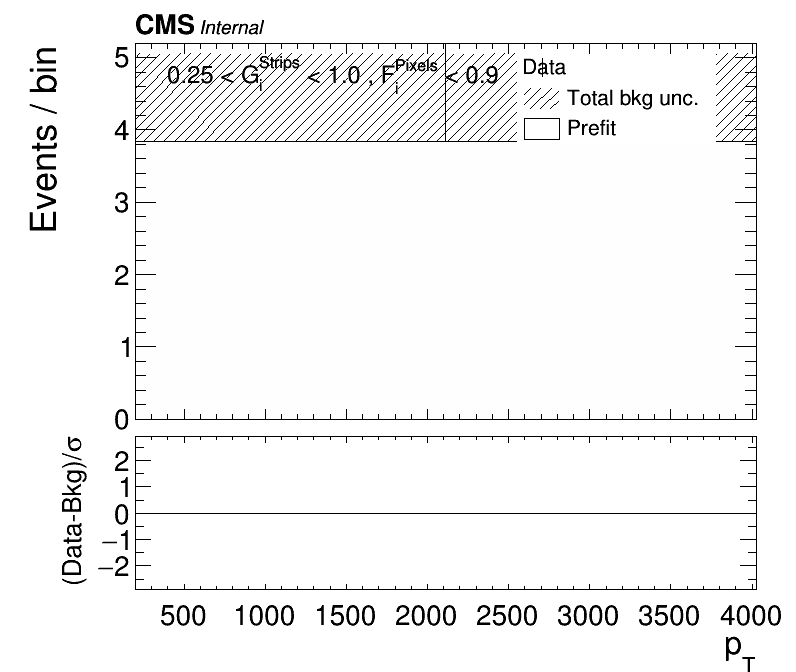 CMS Internal
Events / bin
5
4
3
2
1
0
0.25 < G_i^Strips < 1.0 , F_i^Pixels < 0.9
Data
Total bkg unc.
Prefit
(Data-Bkg)/σ
2
1
0
−1
−2
500 1000 1500 2000 2500 3000 3500 4000
p_T